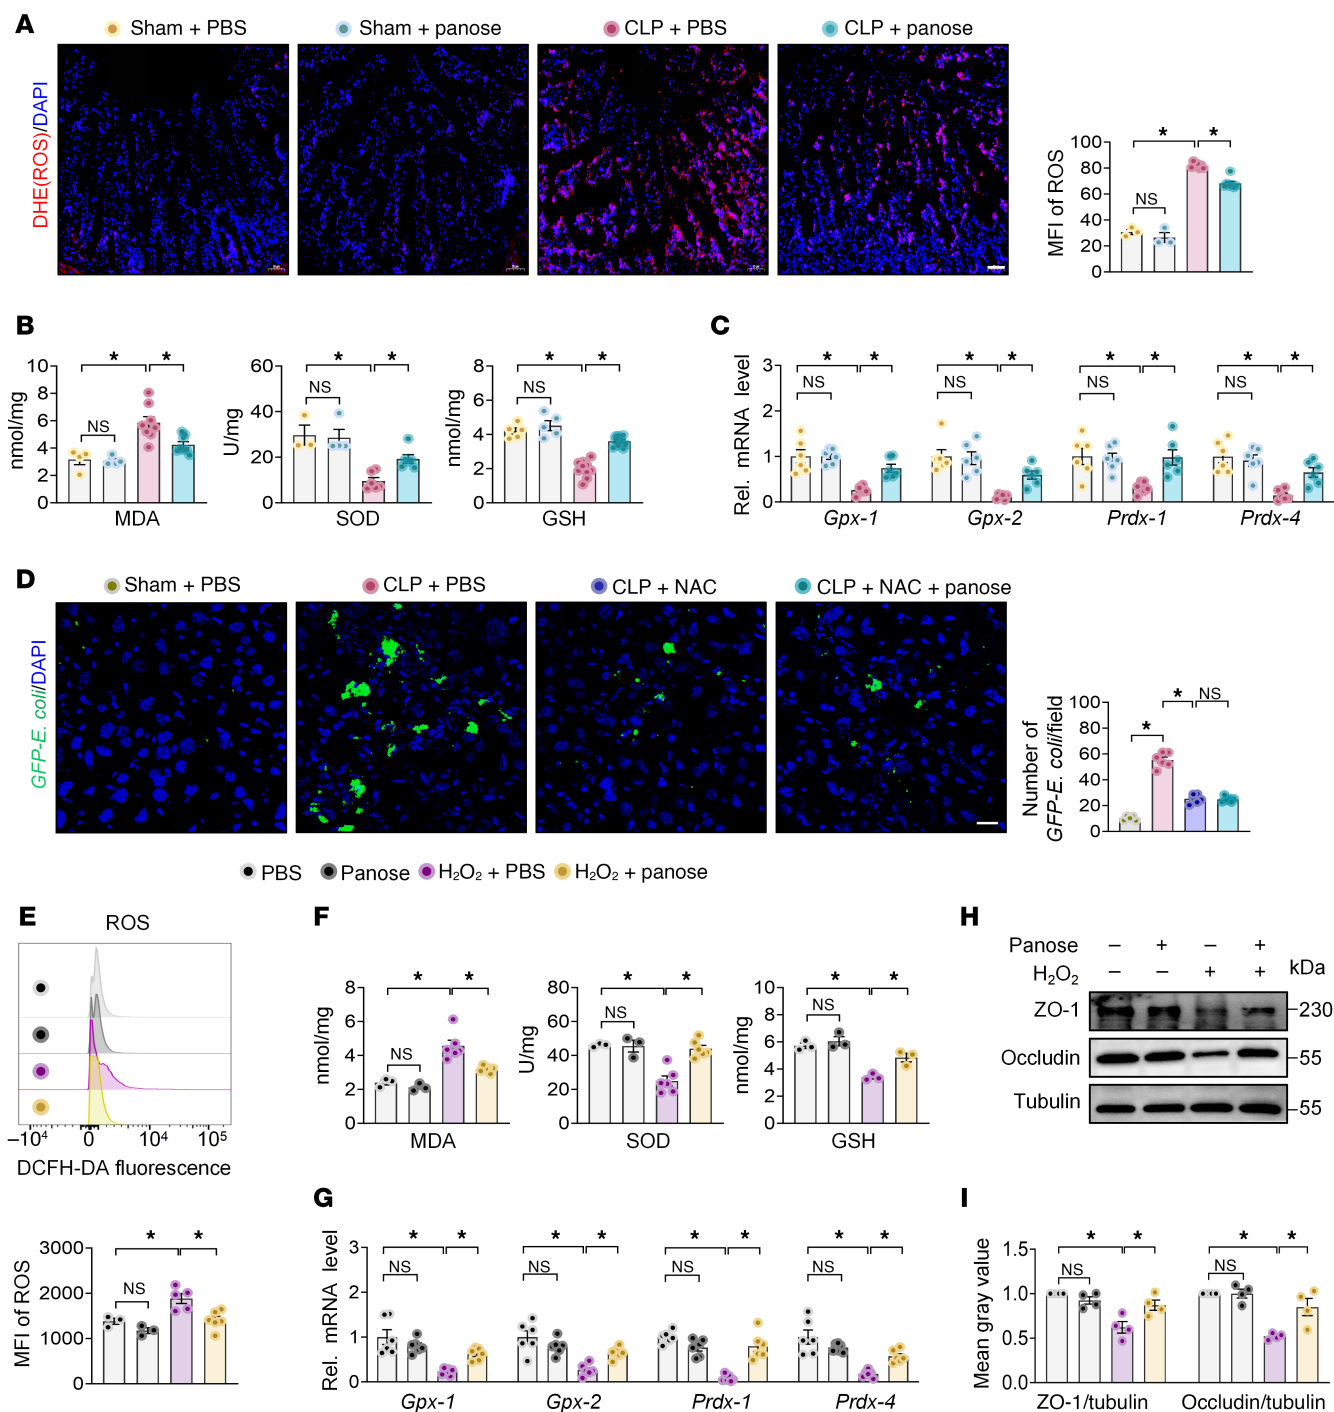 A
Sham + PBS
Sham + panose
CLP + PBS
CLP + panose
DHE(ROS)/DAPI
MFI of ROS
100
80
60
40
20
0
NS
*
*
B
nmol/mg
10
8
6
4
2
0
NS
*
*
MDA
U/mg
60
40
20
0
NS
*
*
SOD
nmol/mg
8
6
4
2
0
NS
*
*
GSH
C
Rel. mRNA level
3
2
1
0
NS
*
*
NS
*
*
NS
*
*
NS
*
*
Gpx-1
Gpx-2
Prdx-1
Prdx-4
D
Sham + PBS
CLP + PBS
CLP + NAC
CLP + NAC + panose
GFP-E. coli/DAPI
Number of
GFP-E. coli/field
100
80
60
40
20
0
*
*
NS
PBS
Panose
H₂O₂ + PBS
H₂O₂ + panose
E
ROS
–10⁴
0
10⁴
10⁵
DCFH-DA fluorescence
MFI of ROS
3000
2000
1000
0
NS
*
*
F
nmol/mg
8
6
4
2
0
NS
*
*
MDA
U/mg
80
60
40
20
0
NS
*
*
SOD
nmol/mg
10
8
6
4
2
0
NS
*
*
GSH
G
Rel. mRNA level
3
2
1
0
NS
*
*
NS
*
*
NS
*
*
NS
*
*
Gpx-1
Gpx-2
Prdx-1
Prdx-4
H
Panose – + – +
H₂O₂ – – + +
kDa
ZO-1
230
Occludin
55
Tubulin
55
I
Mean gray value
1.5
1.0
0.5
0.0
NS
*
*
NS
*
*
ZO-1/tubulin
Occludin/tubulin